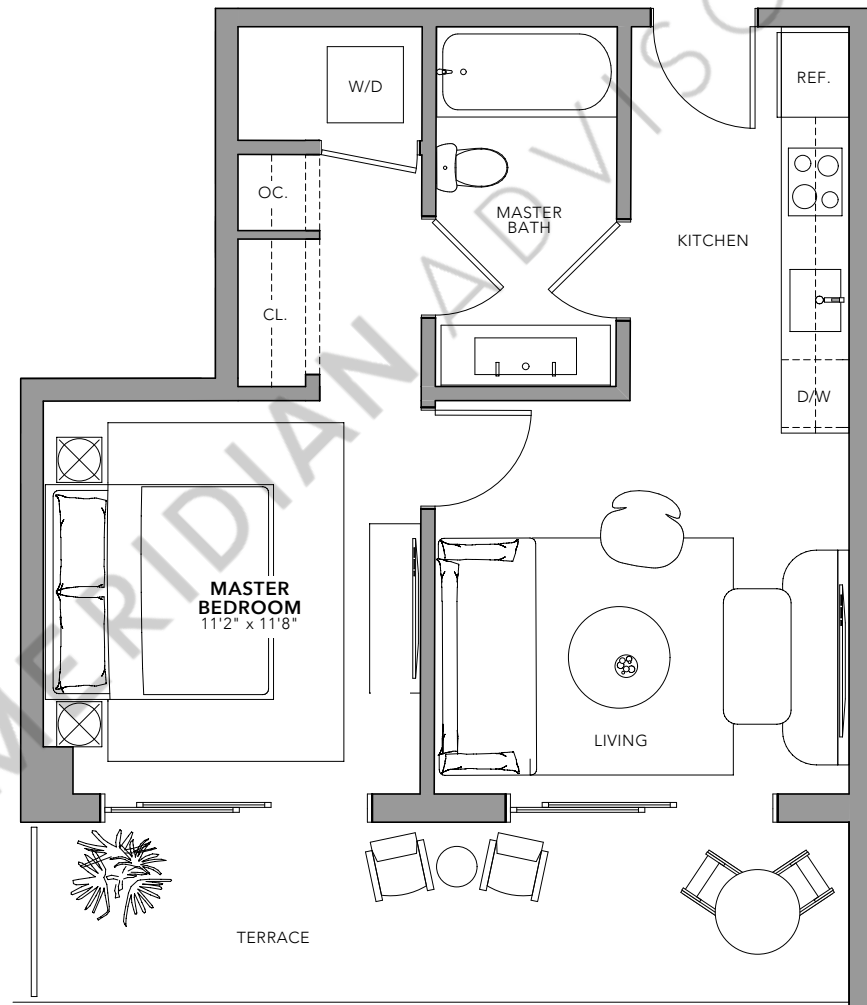 W/D
REF.
OC.
MASTER
BATH
KITCHEN
CL.
D/W
MASTER
BEDROOM
11'2" x 11'8"
LIVING
TERRACE
MERIDIAN ADVISO